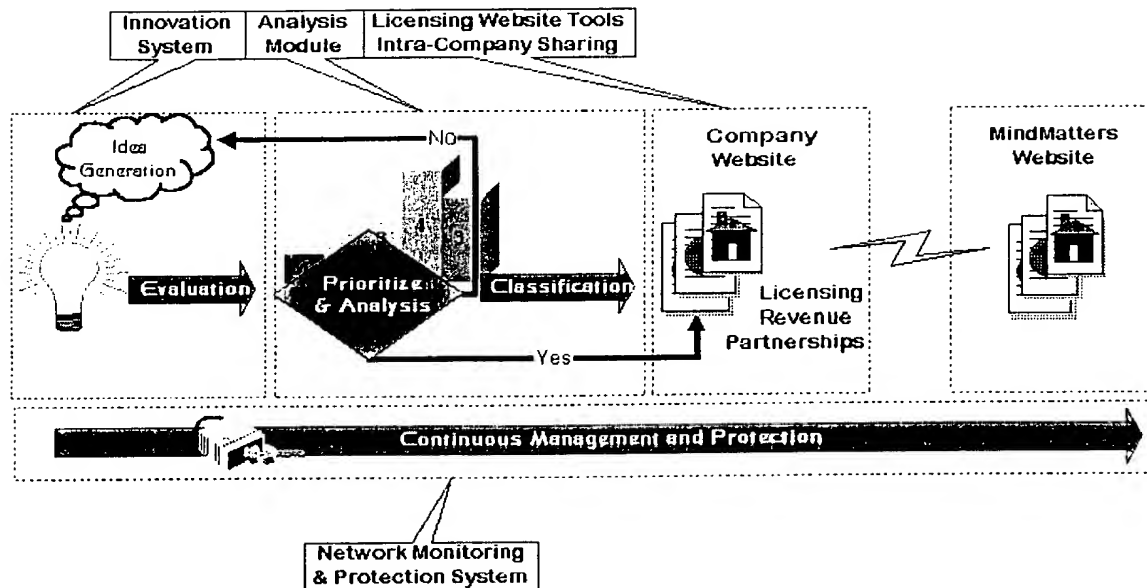 Innovation
System
Analysis
Module
Licensing Website Tools
Intra-Company Sharing
Idea
Generation
No
Company
Website
MindMatters
Website
Evaluation
Prioritize
& Analysis
Classification
Licensing
Revenue
Partnerships
Yes
Continuous Management and Protection
Network Monitoring
& Protection System